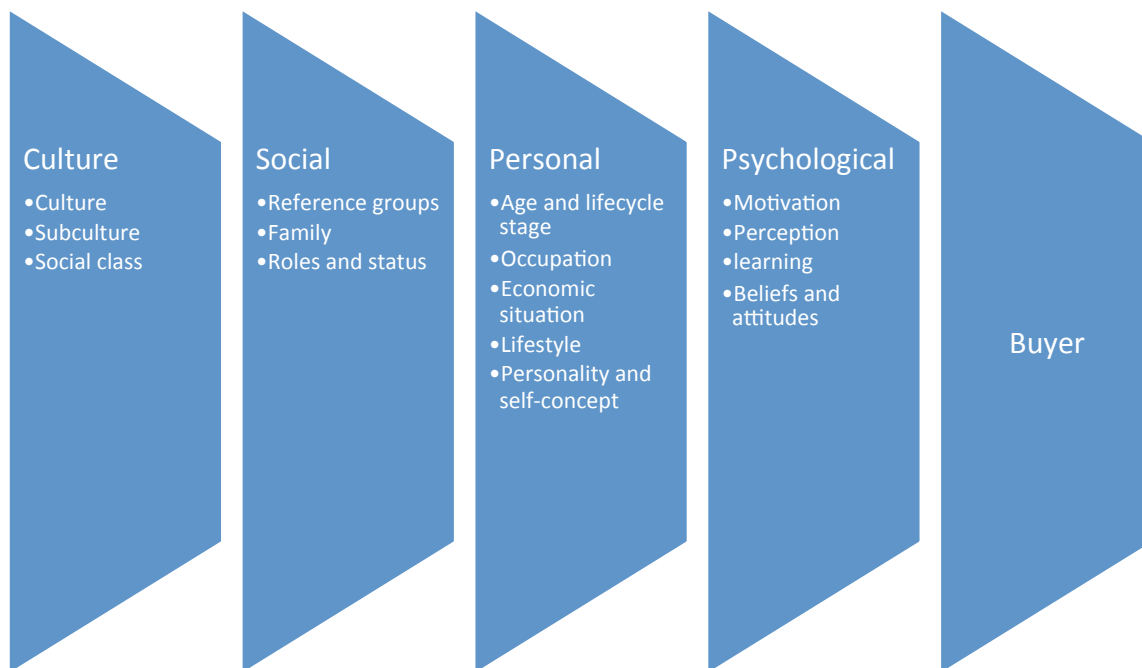 Culture
•Culture
•Subculture
•Social class
Social
•Reference groups
•Family
•Roles and status
Personal
•Age and lifecycle
stage
•Occupation
•Economic
situation
•Lifestyle
•Personality and
self-concept
Psychological
•Motivation
•Perception
•learning
•Beliefs and
attitudes
Buyer